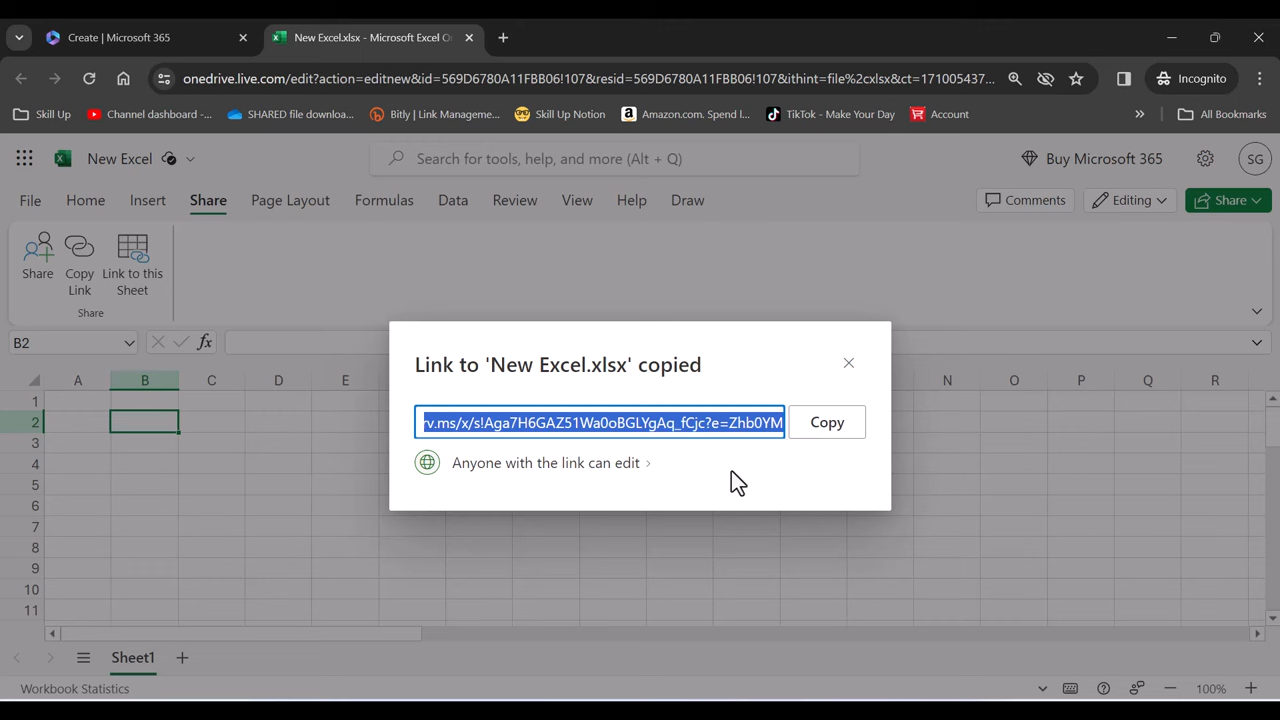 Create | Microsoft 365
New Excel.xlsx - Microsoft Excel O
onedrive.live.com/edit?action=editnew&id=569D6780A11FBB06!107&resid=569D6780A11FBB06!107&ithint=file%2cxlsx&ct=171005437...
Incognito
Skill Up
Channel dashboard -...
SHARED file downloa...
Bitly | Link Manageme...
Skill Up Notion
Amazon.com. Spend l...
TikTok - Make Your Day
Account
»
All Bookmarks
New Excel
Search for tools, help, and more (Alt + Q)
Buy Microsoft 365
SG
File Home Insert Share Page Layout Formulas Data Review View Help Draw
Comments
Editing
Share
Share
Copy
Link
Link to this
Sheet
Share
B2
fx
A B C D E N O P Q R
1
2
3
4
5
6
7
8
9
10
11
Link to 'New Excel.xlsx' copied
rv.ms/x/s!Aga7H6GAZ51Wa0oBGLYgAq_fCjc?e=Zhb0YM
Copy
Anyone with the link can edit
Sheet1
Workbook Statistics
100%